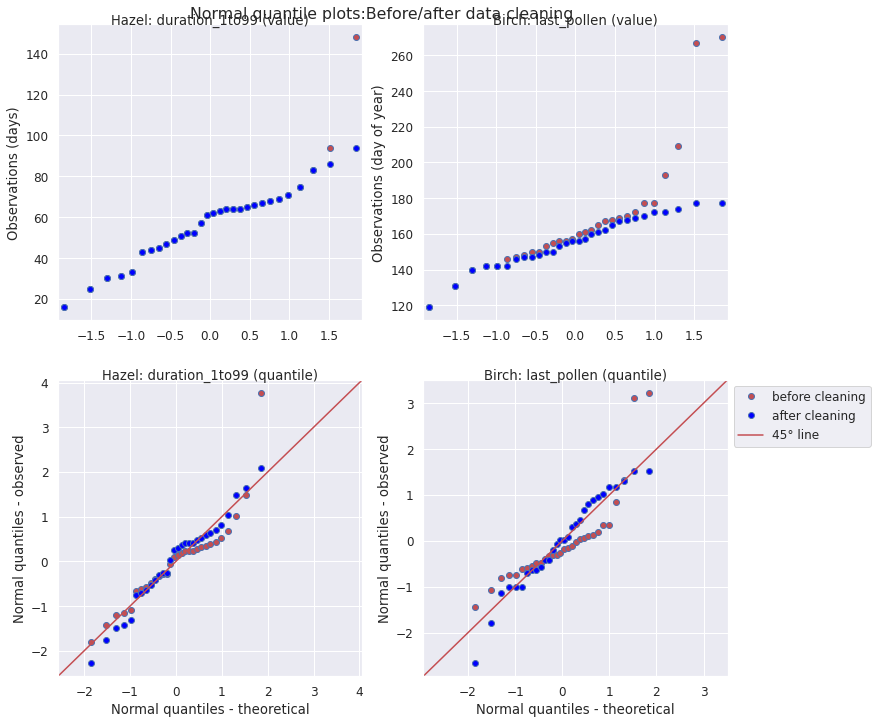 Normal quantile plots:Before/after data cleaning
Hazel: duration_1to99 (value)
Birch: last_pollen (value)
Observations (days)
140
120
100
80
60
40
20
−1.5 −1.0 −0.5 0.0 0.5 1.0 1.5
Observations (day of year)
260
240
220
200
180
160
140
120
−1.5 −1.0 −0.5 0.0 0.5 1.0 1.5
Hazel: duration_1to99 (quantile)
Normal quantiles - observed
4
3
2
1
0
−1
−2
−2 −1 0 1 2 3 4
Normal quantiles - theoretical
Birch: last_pollen (quantile)
Normal quantiles - observed
3
2
1
0
−1
−2
−2 −1 0 1 2 3
Normal quantiles - theoretical
before cleaning
after cleaning
45° line